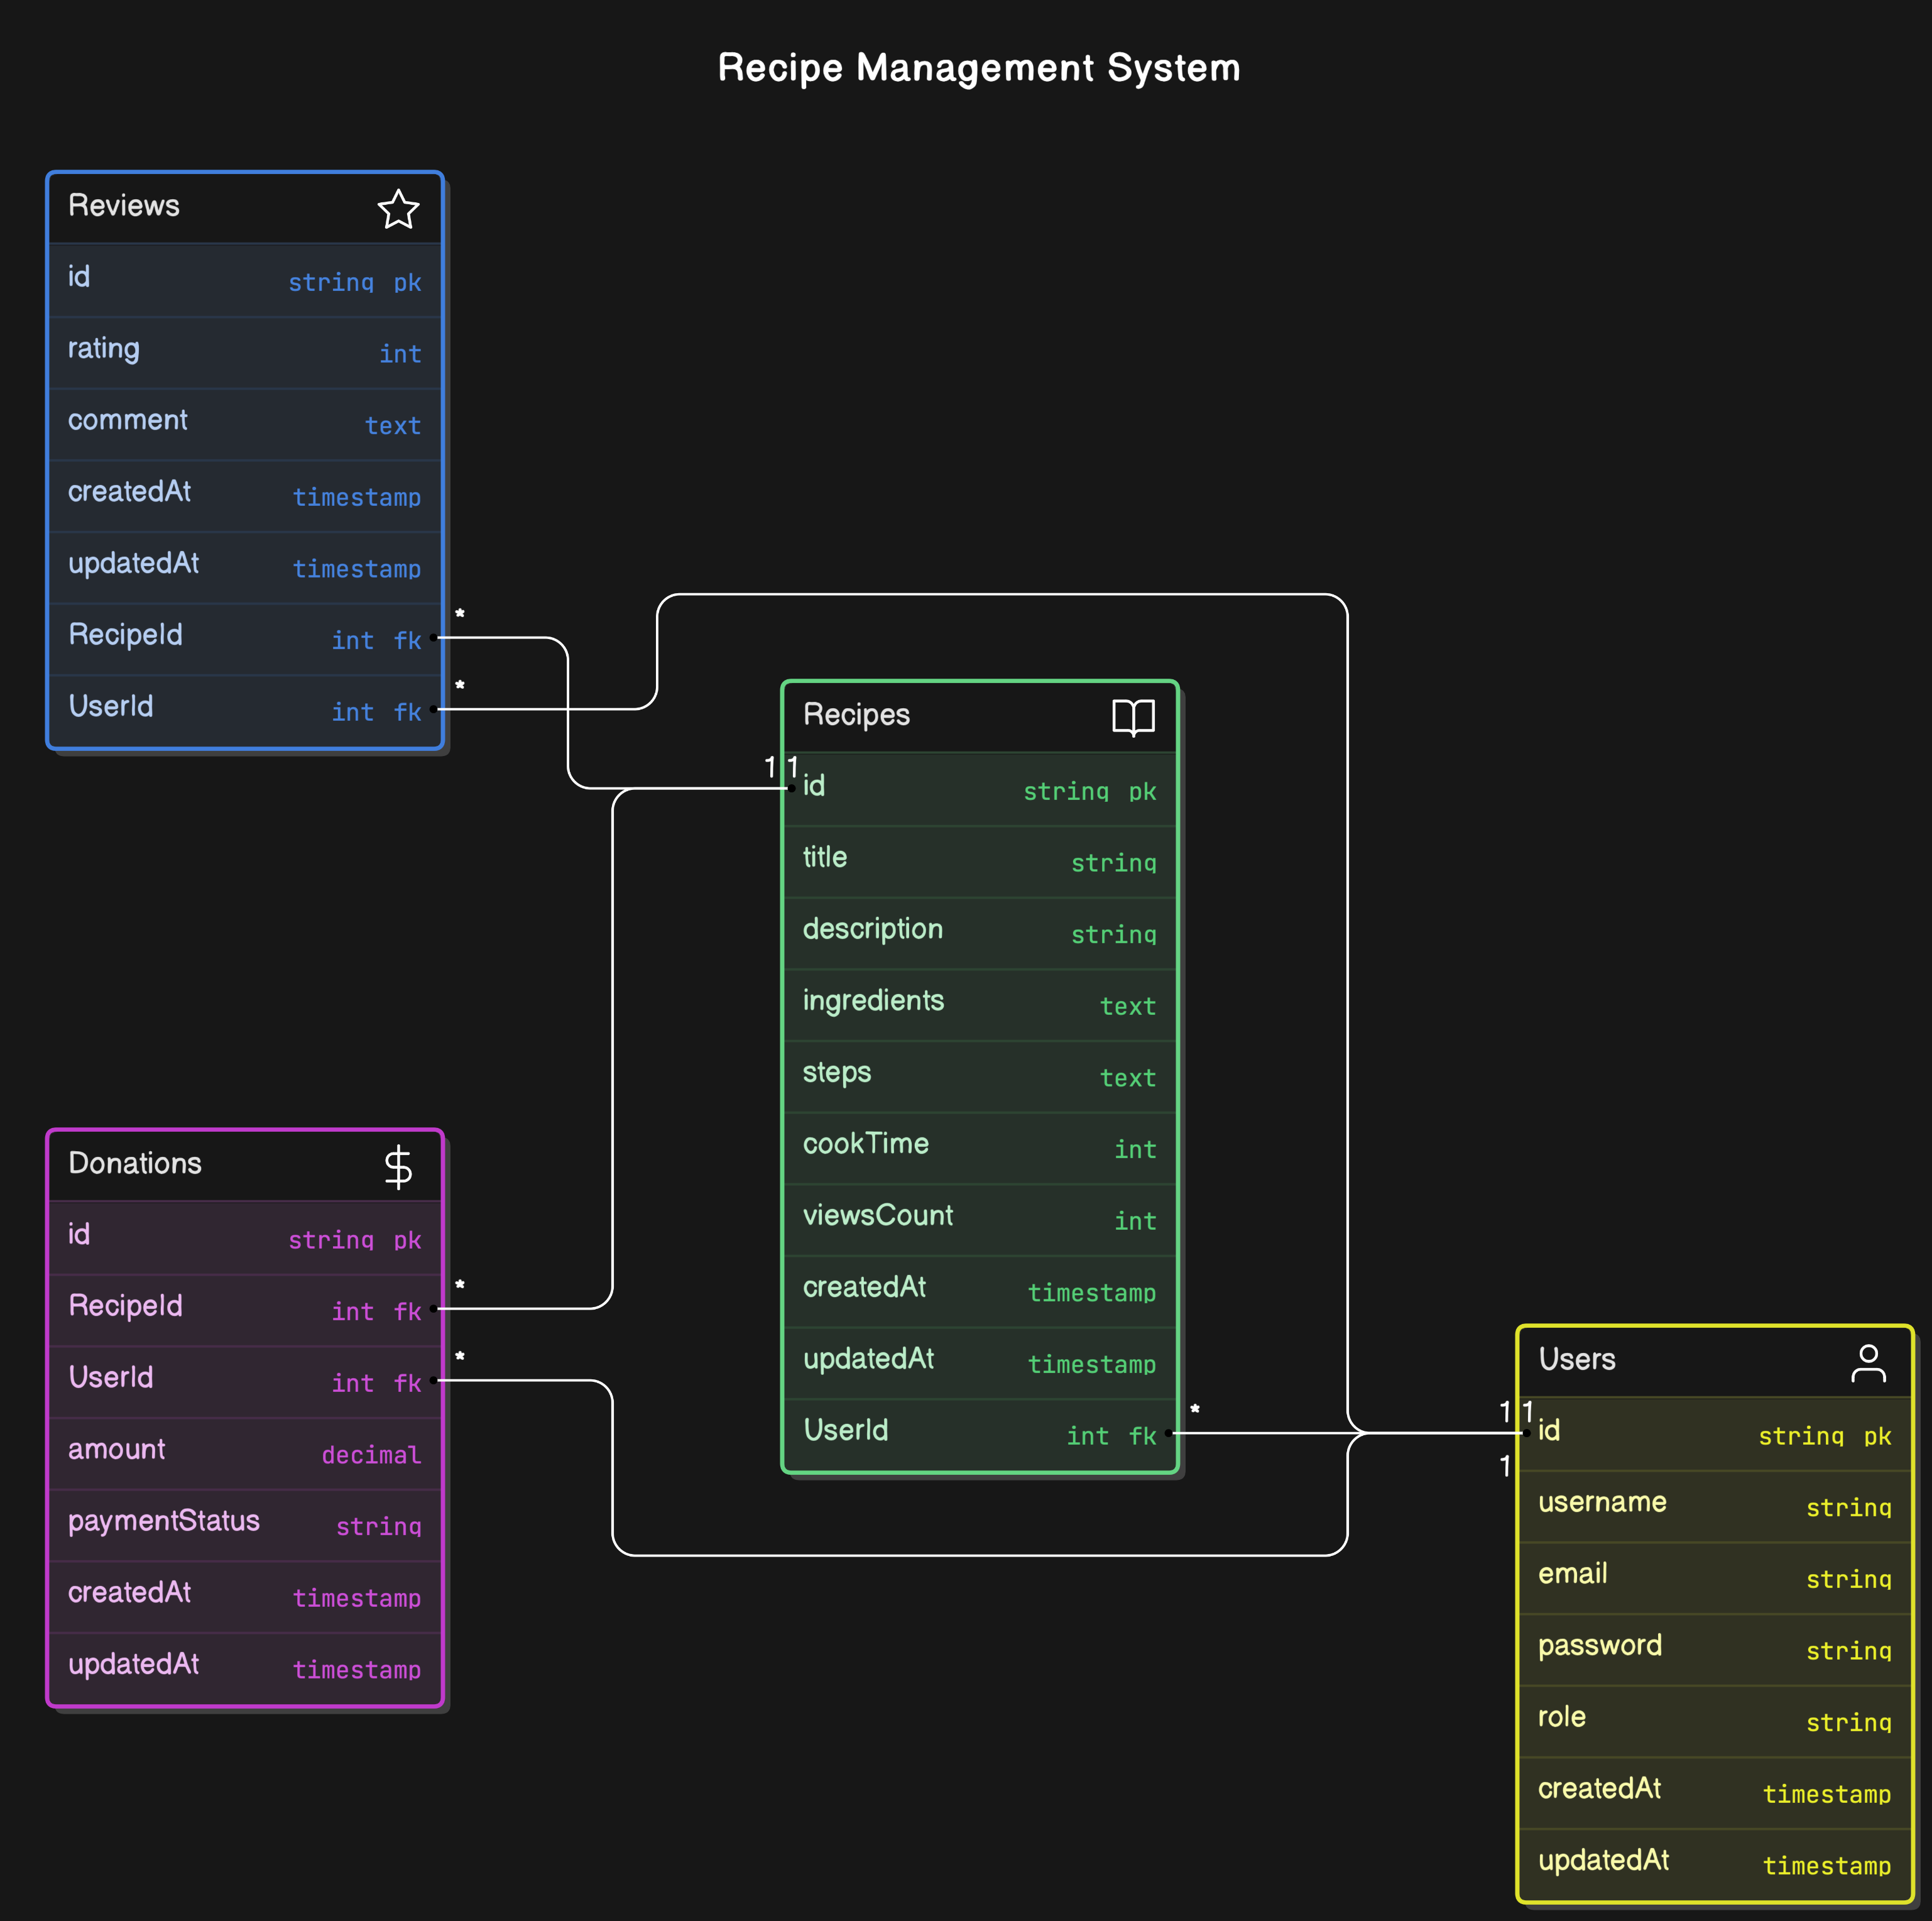 Recipe Management System
Reviews
id string pk
rating int
comment text
createdAt timestamp
updatedAt timestamp
*
RecipeId int fk
*
UserId int fk
Recipes
1 1
id string pk
title string
description string
ingredients text
steps text
cookTime int
viewsCount int
createdAt timestamp
updatedAt timestamp
*
UserId int fk
Donations
id string pk
*
RecipeId int fk
*
UserId int fk
amount decimal
paymentStatus string
createdAt timestamp
updatedAt timestamp
Users
1 1
id string pk
1
username string
email string
password string
role string
createdAt timestamp
updatedAt timestamp